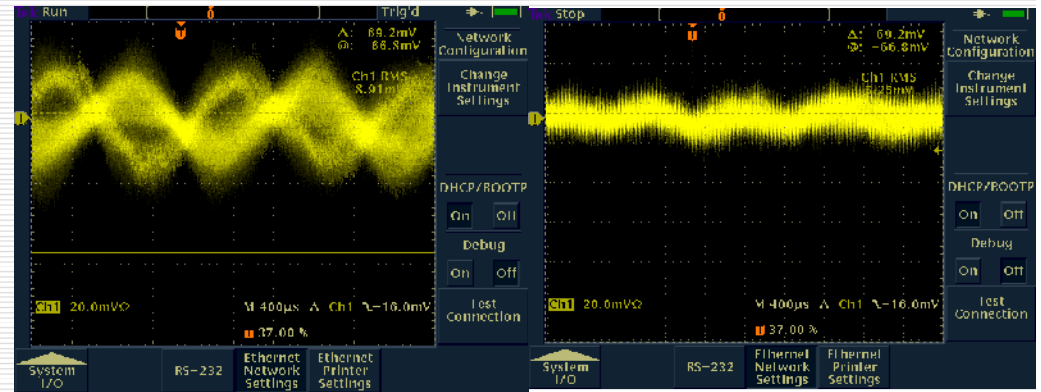 Run
Trig'd
Δ: 69.2mV
@: 66.8mV
Ch1 RMS
8.91m
Network
Configuration
Change
Instrument
Settings
DHCP/BOOTP
On Off
Debug
On Off
Test
Connection
Ch1 20.0mVΩ
M 400µs A Ch1 -16.0mV
37.00 %
System
I/O
RS-232
Ethernet
Network
Settings
Ethernet
Printer
Settings
Stop
Δ: 69.2mV
@: -66.8mV
Ch1 RMS
Network
Configuration
Change
Instrument
Settings
DHCP/BOOTP
On Off
Debug
On Off
Test
Connection
Ch1 20.0mVΩ
M 400µs A Ch1 -16.0mV
37.00 %
System
I/O
RS-232
Ethernet
Network
Settings
Ethernet
Printer
Settings